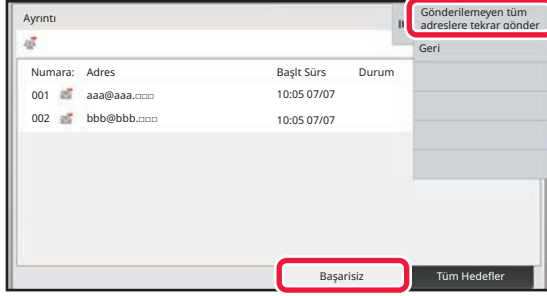 Ayrıntı
Gönderilemeyen tüm
adreslere tekrar gönder
Geri
Numara: Adres Başlt Sürs Durum
001 aaa@aaa.□□□ 10:05 07/07
002 bbb@bbb.□□□ 10:05 07/07
Başarisiz Tüm Hedefler